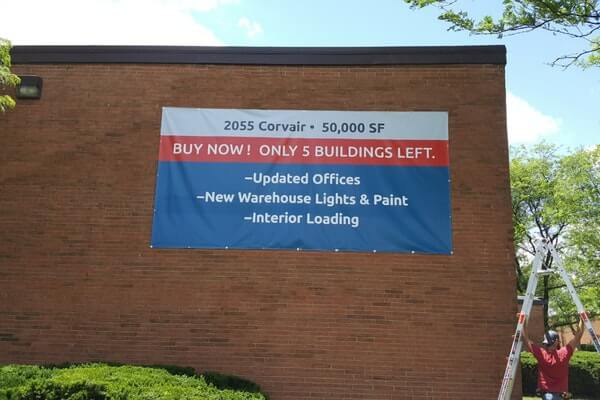 2055 Corvair • 50,000 SF
BUY NOW! ONLY 5 BUILDINGS LEFT.
–Updated Offices
–New Warehouse Lights & Paint
–Interior Loading